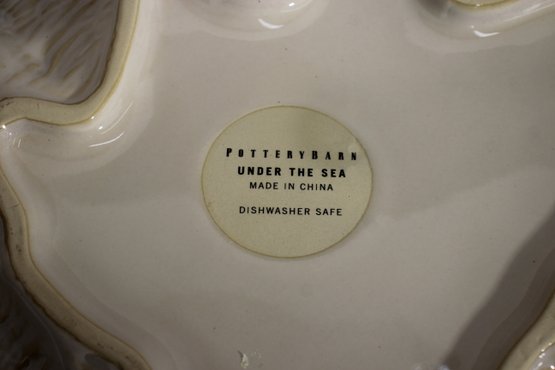 POTTERYBARN
UNDER THE SEA
MADE IN CHINA
DISHWASHER SAFE